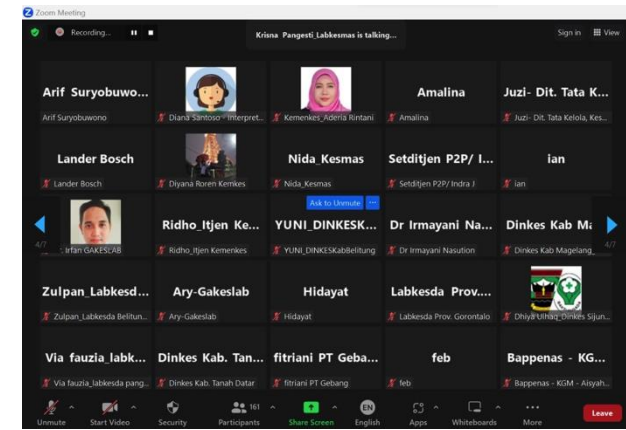 Zoom Meeting
Recording...
Krisna Pangesti_Labkesmas is talking...
Sign in
View
Arif Suryobuwo...
Arif Suryobuwono
Diana Santoso - Interpret...
Kemenkes_Aderia Rintani
Amalina
Amalina
Juzi- Dit. Tata K...
Juzi- Dit. Tata Kelola, Kes...
Lander Bosch
Lander Bosch
Diyana Roren Kemkes
Nida_Kesmas
Nida_Kesmas
Setditjen P2P/ I...
Setditjen P2P/ Indra J
ian
ian
4/7
Irfan GAKESLAB
Ridho_Itjen Ke...
Ridho_Itjen Kemenkes
Ask to Unmute
YUNI_DINKESK...
YUNI_DINKESKabBelitung
Dr Irmayani Na...
Dr Irmayani Nasution
Dinkes Kab Ma
Dinkes Kab Magelang_
4/7
Zulpan_Labkesd...
Zulpan_Labkesda Belitun...
Ary-Gakeslab
Ary-Gakeslab
Hidayat
Hidayat
Labkesda Prov....
Labkesda Prov. Gorontalo
Dhiya Ulhaq_Dinkes Sijun...
Via fauzia_labk...
Via fauzia_labkesda pang...
Dinkes Kab. Tan...
Dinkes Kab. Tanah Datar
fitriani PT Geba...
fitriani PT Gebang
feb
feb
Bappenas - KG...
Bappenas - KGM - Aisyah...
Unmute
Start Video
Security
161
Participants
Share Screen
EN
English
Apps
Whiteboards
More
Leave